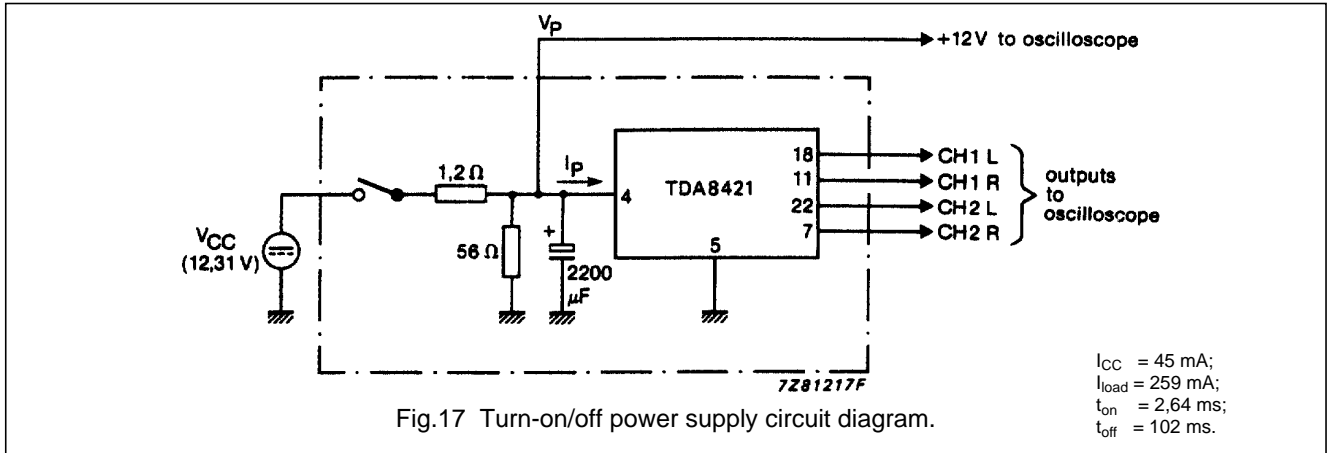 V_P
+12V to oscilloscope
1,2 Ω
I_P
4
TDA8421
18
CH1 L
11
CH1 R
22
CH2 L
7
CH2 R
outputs
to
oscilloscope
V_CC
(12,31 V)
56 Ω
+
2200
μF
5
7Z81217F
I_CC = 45 mA;
I_load = 259 mA;
t_on = 2,64 ms;
t_off = 102 ms.
Fig.17 Turn-on/off power supply circuit diagram.